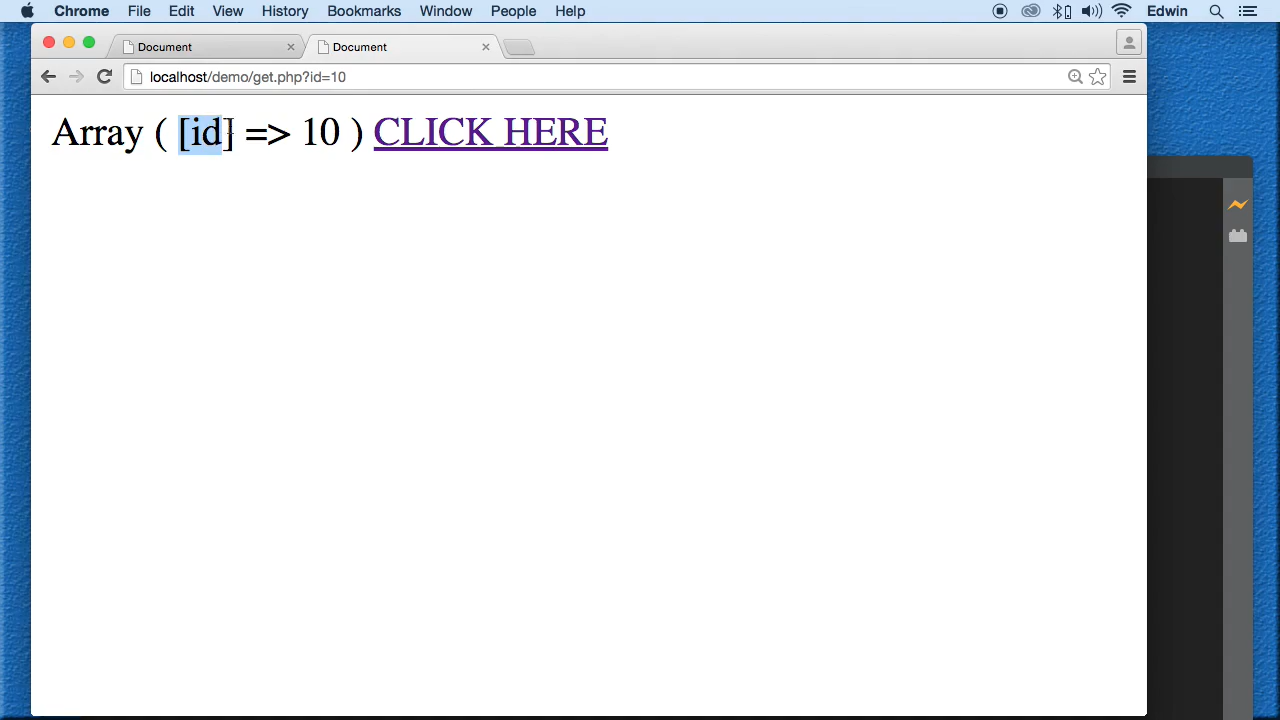 Chrome File Edit View History Bookmarks Window People Help Edwin
Document Document
localhost/demo/get.php?id=10
Array ( [id] => 10 ) CLICK HERE